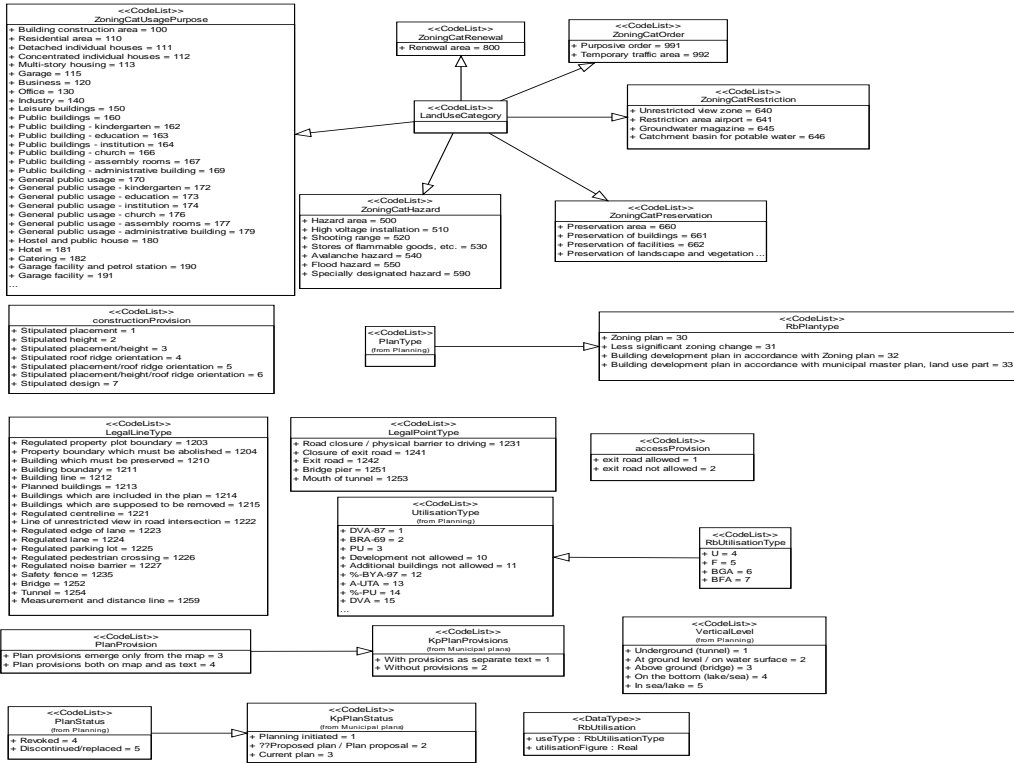 <<CodeList>>
ZoningCatUsagePurpose
+ Building construction area = 100
+ Residential area = 110
+ Detached individual houses = 111
+ Concentrated individual houses = 112
+ Multi-story housing = 113
+ Garage = 115
+ Business = 120
+ Office = 130
+ Industry = 140
+ Leisure buildings = 150
+ Public buildings = 160
+ Public building - kindergarten = 162
+ Public building - education = 163
+ Public buildings - institution = 164
+ Public building - church = 166
+ Public building - assembly rooms = 167
+ Public building - administrative building = 169
+ General public usage = 170
+ General public usage - kindergarten = 172
+ General public usage - education = 173
+ General public usage - institution = 174
+ General public usage - church = 176
+ General public usage - assembly rooms = 177
+ General public usage - administrative building = 179
+ Hostel and public house = 180
+ Hotel = 181
+ Catering = 182
+ Garage facility and petrol station = 190
+ Garage facility = 191
...
<<CodeList>>
ZoningCatRenewal
+ Renewal area = 800
<<CodeList>>
ZoningCatOrder
+ Purposive order = 991
+ Temporary traffic area = 992
<<CodeList>>
LandUseCategory
<<CodeList>>
ZoningCatRestriction
+ Unrestricted view zone = 640
+ Restriction area airport = 641
+ Groundwater magazine = 645
+ Catchment basin for potable water = 646
<<CodeList>>
ZoningCatHazard
+ Hazard area = 500
+ High voltage installation = 510
+ Shooting range = 520
+ Stores of flammable goods, etc. = 530
+ Avalanche hazard = 540
+ Flood hazard = 550
+ Specially designated hazard = 590
<<CodeList>>
ZoningCatPreservation
+ Preservation area = 660
+ Preservation of buildings = 661
+ Preservation of facilities = 662
+ Preservation of landscape and vegetation ...
<<CodeList>>
constructionProvision
+ Stipulated placement = 1
+ Stipulated height = 2
+ Stipulated placement/height = 3
+ Stipulated roof ridge orientation = 4
+ Stipulated placement/roof ridge orientation = 5
+ Stipulated placement/height/roof ridge orientation = 6
+ Stipulated design = 7
<<CodeList>>
PlanType
(from Planning)
<<CodeList>>
RbPlantype
+ Zoning plan = 30
+ Less significant zoning change = 31
+ Building development plan in accordance with Zoning plan = 32
+ Building development plan in accordance with municipal master plan, land use part = 33
<<CodeList>>
LegalLineType
+ Regulated property plot boundary = 1203
+ Property boundary which must be abolished = 1204
+ Building which must be preserved = 1210
+ Building boundary = 1211
+ Building line = 1212
+ Planned buildings = 1213
+ Buildings which are included in the plan = 1214
+ Buildings which are supposed to be removed = 1215
+ Regulated centreline = 1221
+ Line of unrestricted view in road intersection = 1222
+ Regulated edge of lane = 1223
+ Regulated lane = 1224
+ Regulated parking lot = 1225
+ Regulated pedestrian crossing = 1226
+ Regulated noise barrier = 1227
+ Safety fence = 1235
+ Bridge = 1252
+ Tunnel = 1254
+ Measurement and distance line = 1259
<<CodeList>>
LegalPointType
+ Road closure / physical barrier to driving = 1231
+ Closure of exit road = 1241
+ Exit road = 1242
+ Bridge pier = 1251
+ Mouth of tunnel = 1253
<<CodeList>>
accessProvision
+ exit road allowed = 1
+ exit road not allowed = 2
<<CodeList>>
UtilisationType
(from Planning)
+ DVA-87 = 1
+ BRA-69 = 2
+ PU = 3
+ Development not allowed = 10
+ Additional buildings not allowed = 11
+ %-BYA-97 = 12
+ A-UTA = 13
+ %-PU = 14
+ DVA = 15
...
<<CodeList>>
RbUtilisationType
+ U = 4
+ F = 5
+ BGA = 6
+ BFA = 7
<<CodeList>>
PlanProvision
+ Plan provisions emerge only from the map = 3
+ Plan provisions both on map and as text = 4
<<CodeList>>
KpPlanProvisions
(from Municipal plans)
+ With provisions as separate text = 1
+ Without provisions = 2
<<CodeList>>
VerticalLevel
(from Planning)
+ Underground (tunnel) = 1
+ At ground level / on water surface = 2
+ Above ground (bridge) = 3
+ On the bottom (lake/sea) = 4
+ In sea/lake = 5
<<CodeList>>
PlanStatus
(from Planning)
+ Revoked = 4
+ Discontinued/replaced = 5
<<CodeList>>
KpPlanStatus
(from Municipal plans)
+ Planning initiated = 1
+ ??Proposed plan / Plan proposal = 2
+ Current plan = 3
<<DataType>>
RbUtilisation
+ useType : RbUtilisationType
+ utilisationFigure : Real